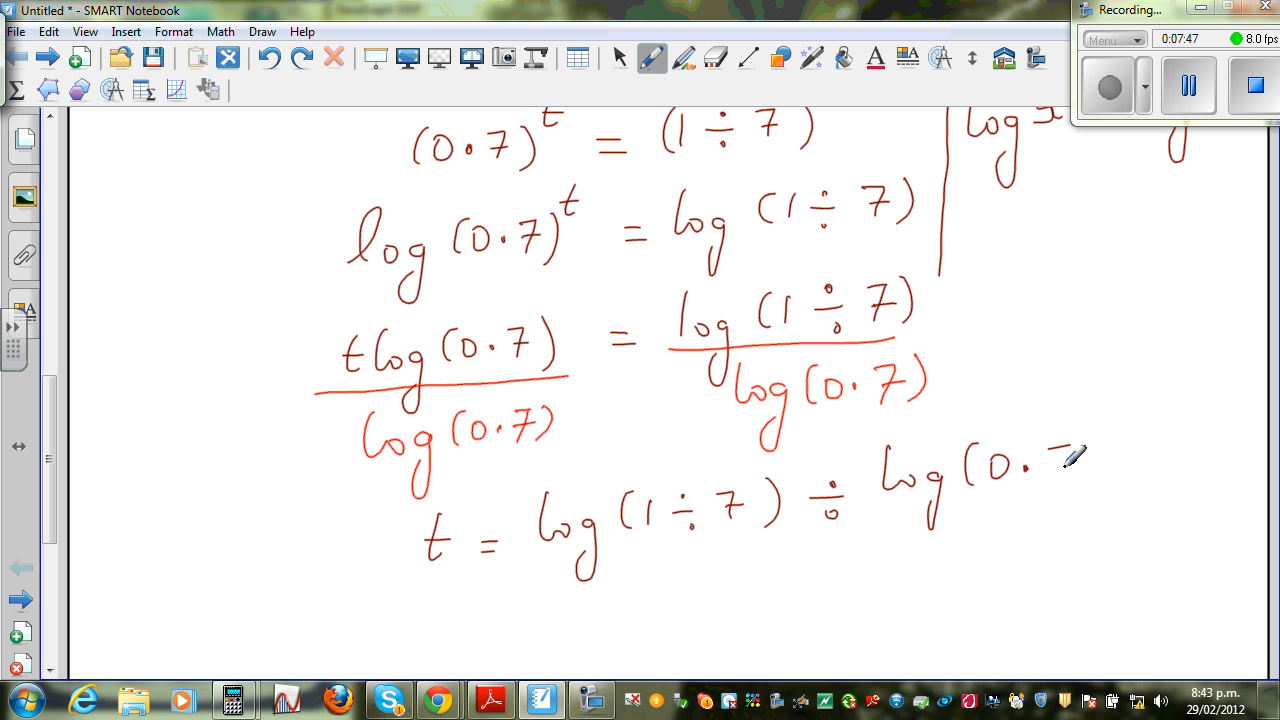 Untitled * - SMART Notebook
Recording...
File Edit View Insert Format Math Draw Help
Menu
0:07:47
8.0 fps
(0.7)^t = (1 ÷ 7)
log x
log (0.7)^t = log (1 ÷ 7)
t log (0.7) = log (1 ÷ 7)
log (0.7) log (0.7)
t = log (1 ÷ 7) ÷ log (0.7
8:43 p.m.
29/02/2012